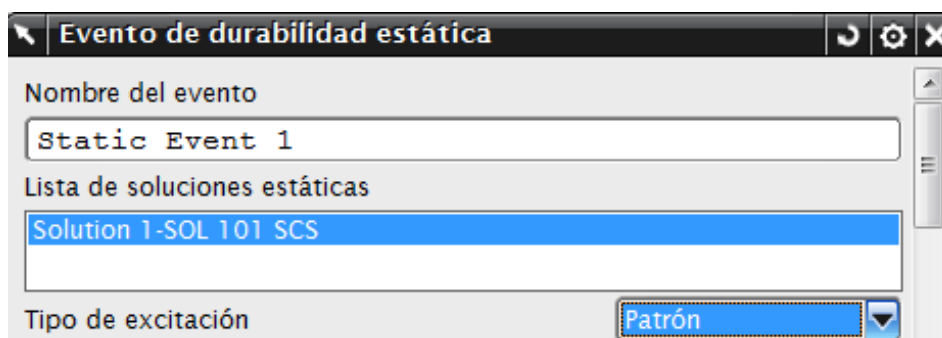 Evento de durabilidad estática
Nombre del evento
Static Event 1
Lista de soluciones estáticas
Solution 1-SOL 101 SCS
Tipo de excitación Patrón